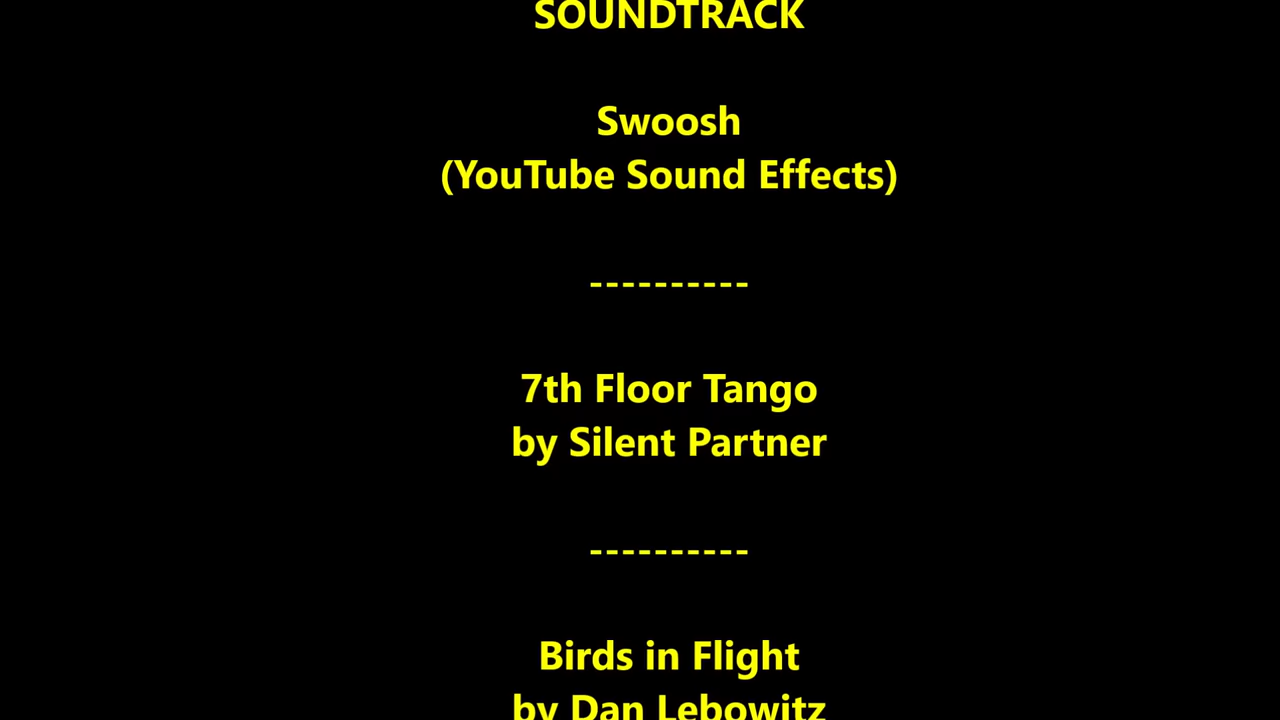 SOUNDTRACK
Swoosh
(YouTube Sound Effects)
----------
7th Floor Tango
by Silent Partner
----------
Birds in Flight
by Dan Lebowitz